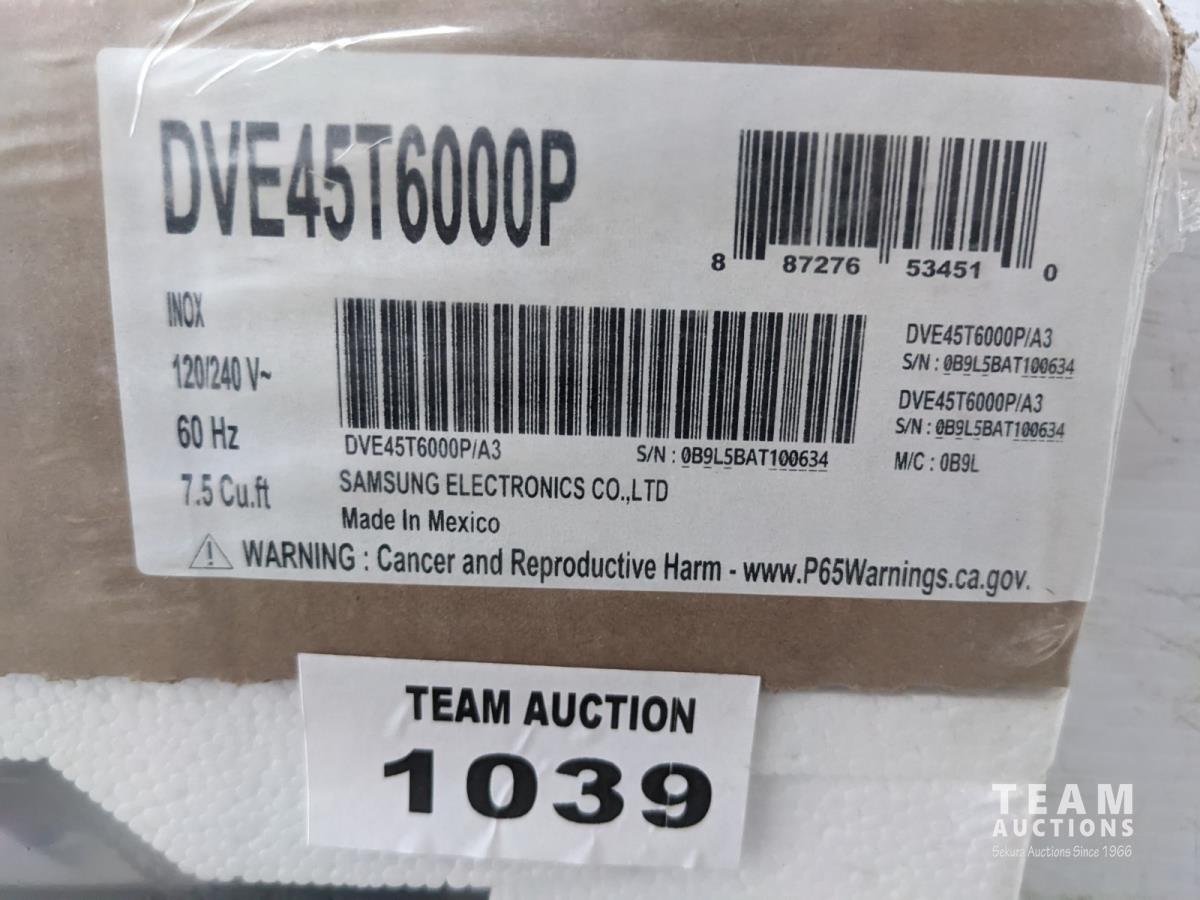 DVE45T6000P
8 87276 53451 0
INOX
120/240 V~
60 Hz
7.5 Cu.ft
DVE45T6000P/A3 S/N : 0B9L5BAT100634
SAMSUNG ELECTRONICS CO.,LTD
Made In Mexico
DVE45T6000P/A3
S/N : 0B9L5BAT100634
DVE45T6000P/A3
S/N : 0B9L5BAT100634
M/C : 0B9L
WARNING : Cancer and Reproductive Harm - www.P65Warnings.ca.gov.
TEAM AUCTION
1039
TEAM
AUCTIONS
Sekura Auctions Since 1966